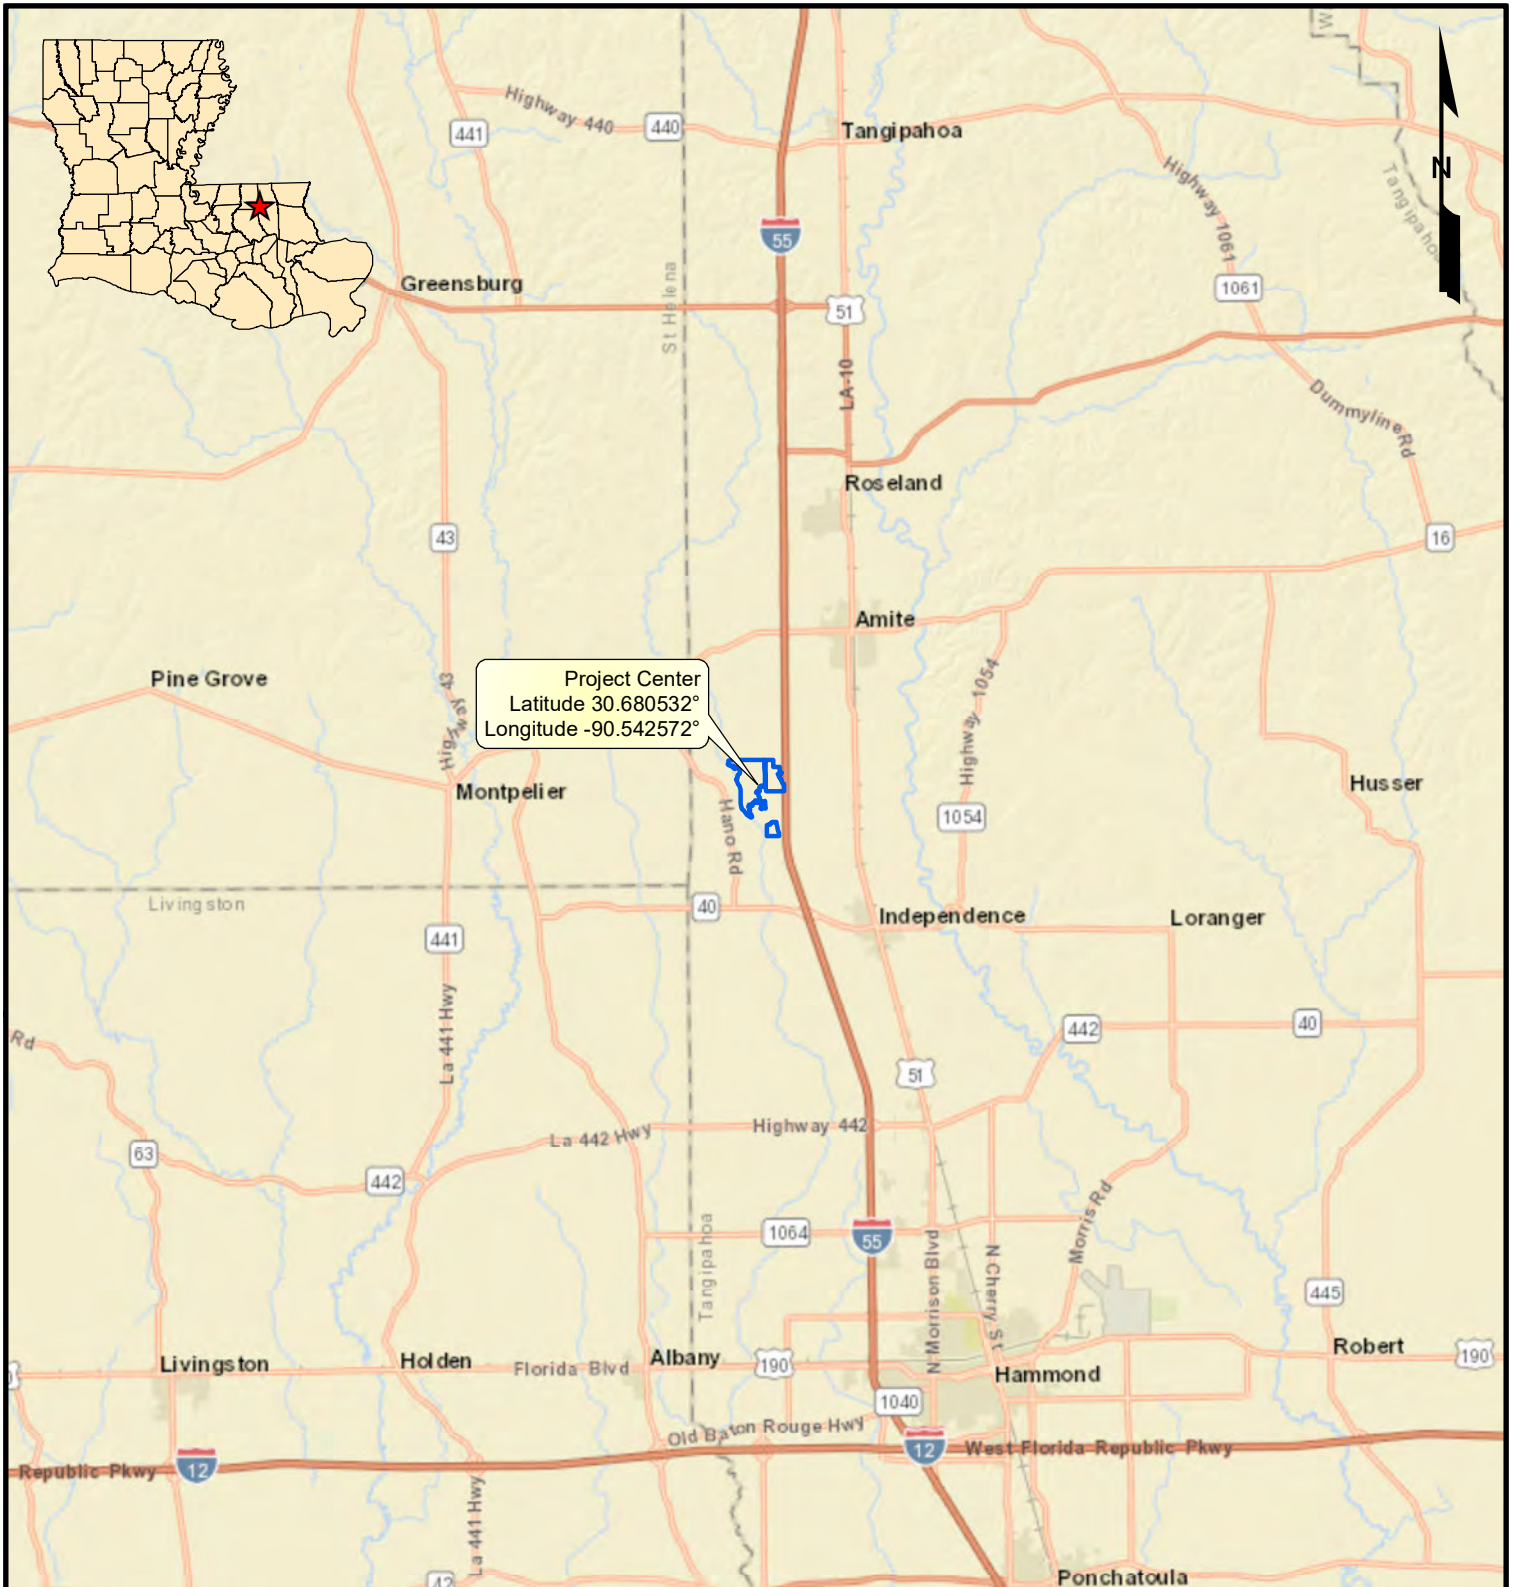 W
Highway 440
440
441
Tangipahoa
N
Highway 1061
Tangipahoa
55
1061
Greensburg
St Helena
51
LA-10
Dummyline Rd
Roseland
43
16
Amite
Highway 1054
Pine Grove
Highway 43
Project Center
Latitude 30.680532°
Longitude -90.542572°
Montpelier
Husser
Hano Rd
1054
Livingston
40
Independence
Loranger
441
La 441 Hwy
Rd
442
40
51
La 442 Hwy
Highway 442
63
442
Tangipahoa
1064
55
N Morrison Blvd
N Cherry St
Morris Rd
445
Livingston
Holden
Florida Blvd
Albany
190
Hammond
Robert
190
1040
Old Baton Rouge Hwy
Republic Pkwy
12
12
West Florida Republic Pkwy
La 441 Hwy
42
Ponchatoula